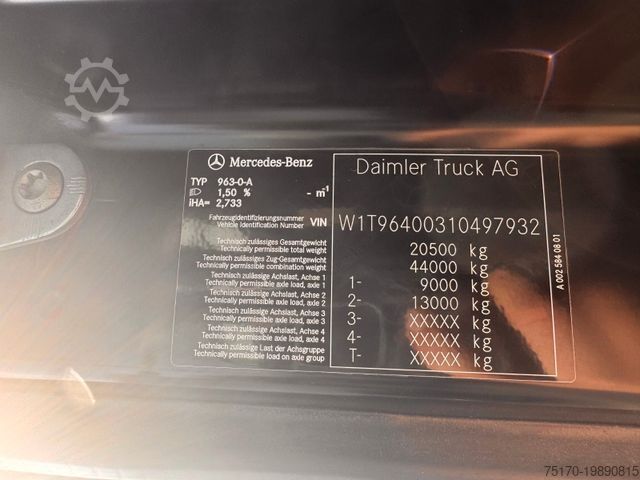 Mercedes-Benz
TYP 963-0-A
1,50 % - m⁻¹
iHA= 2,733
Daimler Truck AG
Fahrzeugidentifizierungsnummer
Vehicle Identification Number VIN W1T96400310497932
Technisch zulässiges Gesamtgewicht
Technically permissible total weight 20500 kg
Technisch zulässiges Zug-Gesamtgewicht
Technically permissible combination weight 44000 kg
Technisch zulässige Achslast, Achse 1
Technically permissible axle load, axle 1 1- 9000 kg
Technisch zulässige Achslast, Achse 2
Technically permissible axle load, axle 2 2- 13000 kg
Technisch zulässige Achslast, Achse 3
Technically permissible axle load, axle 3 3- XXXXX kg
Technisch zulässige Achslast, Achse 4
Technically permissible axle load, axle 4 4- XXXXX kg
Technisch zulässige Last der Achsgruppe
Technically permissible load on axle group T- XXXXX kg
A 002 584 08 01
75170-19890815